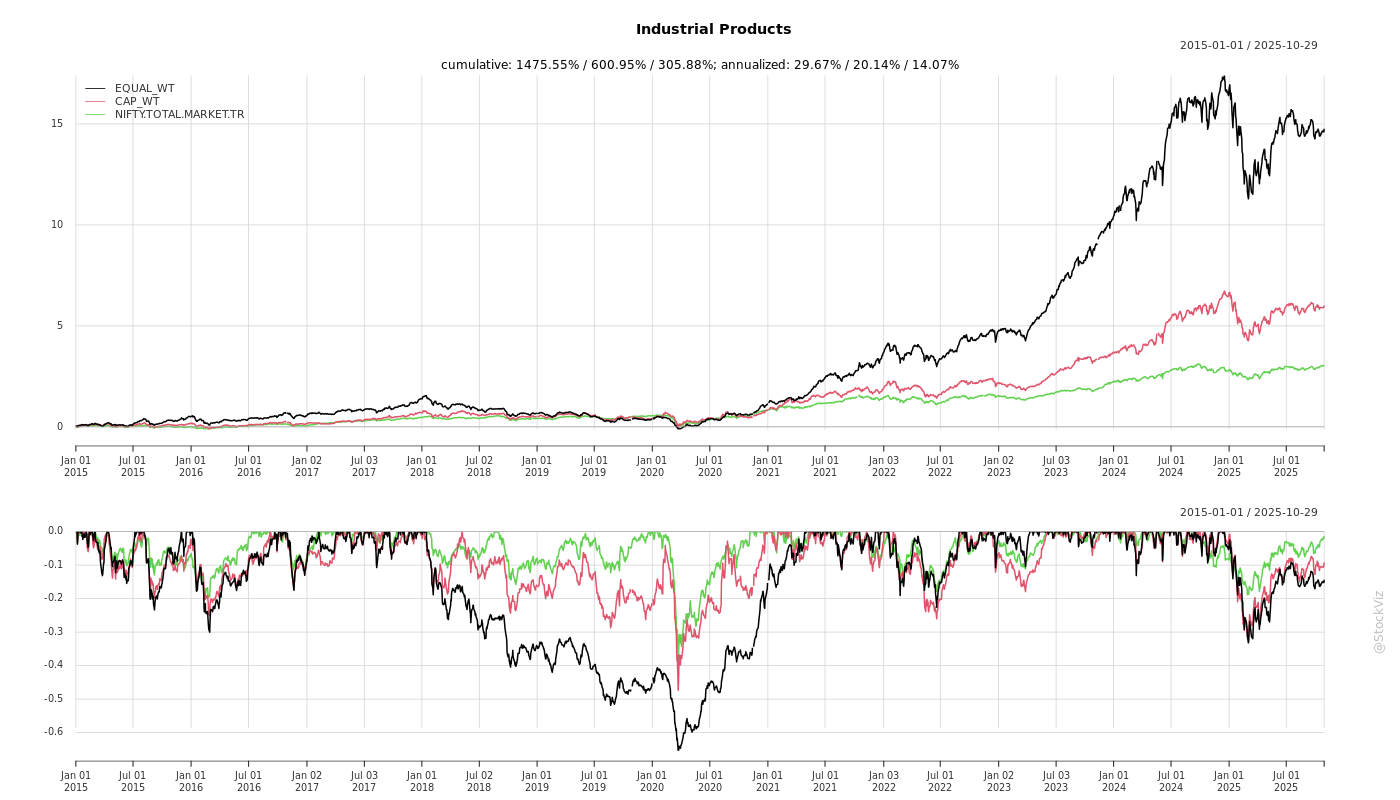 Industrial Products
2015-01-01 / 2025-10-29
cumulative: 1475.55% / 600.95% / 305.88%; annualized: 29.67% / 20.14% / 14.07%
EQUAL_WT
CAP_WT
NIFTY.TOTAL.MARKET.TR
15
10
5
0
Jan 01 Jul 01 Jan 01 Jul 01 Jan 02 Jul 03 Jan 01 Jul 02 Jan 01 Jul 01 Jan 01 Jul 01 Jan 01 Jul 01 Jan 03 Jul 01 Jan 02 Jul 03 Jan 01 Jul 01 Jan 01 Jul 01
2015 2015 2016 2016 2017 2017 2018 2018 2019 2019 2020 2020 2021 2021 2022 2022 2023 2023 2024 2024 2025 2025
2015-01-01 / 2025-10-29
0.0
-0.1
-0.2
-0.3
-0.4
-0.5
-0.6
Jan 01 Jul 01 Jan 01 Jul 01 Jan 02 Jul 03 Jan 01 Jul 02 Jan 01 Jul 01 Jan 01 Jul 01 Jan 01 Jul 01 Jan 03 Jul 01 Jan 02 Jul 03 Jan 01 Jul 01 Jan 01 Jul 01
2015 2015 2016 2016 2017 2017 2018 2018 2019 2019 2020 2020 2021 2021 2022 2022 2023 2023 2024 2024 2025 2025
@StockViz